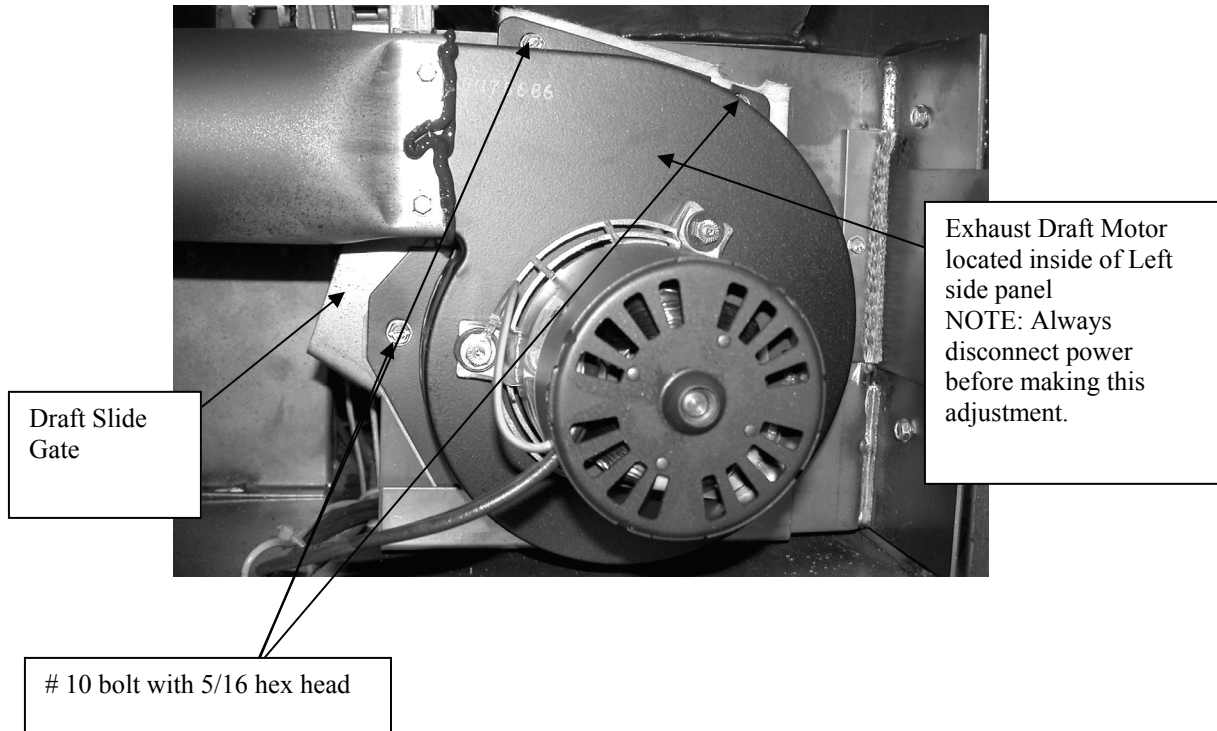 Exhaust Draft Motor
located inside of Left
side panel
NOTE: Always
disconnect power
before making this
adjustment.
Draft Slide
Gate
# 10 bolt with 5/16 hex head